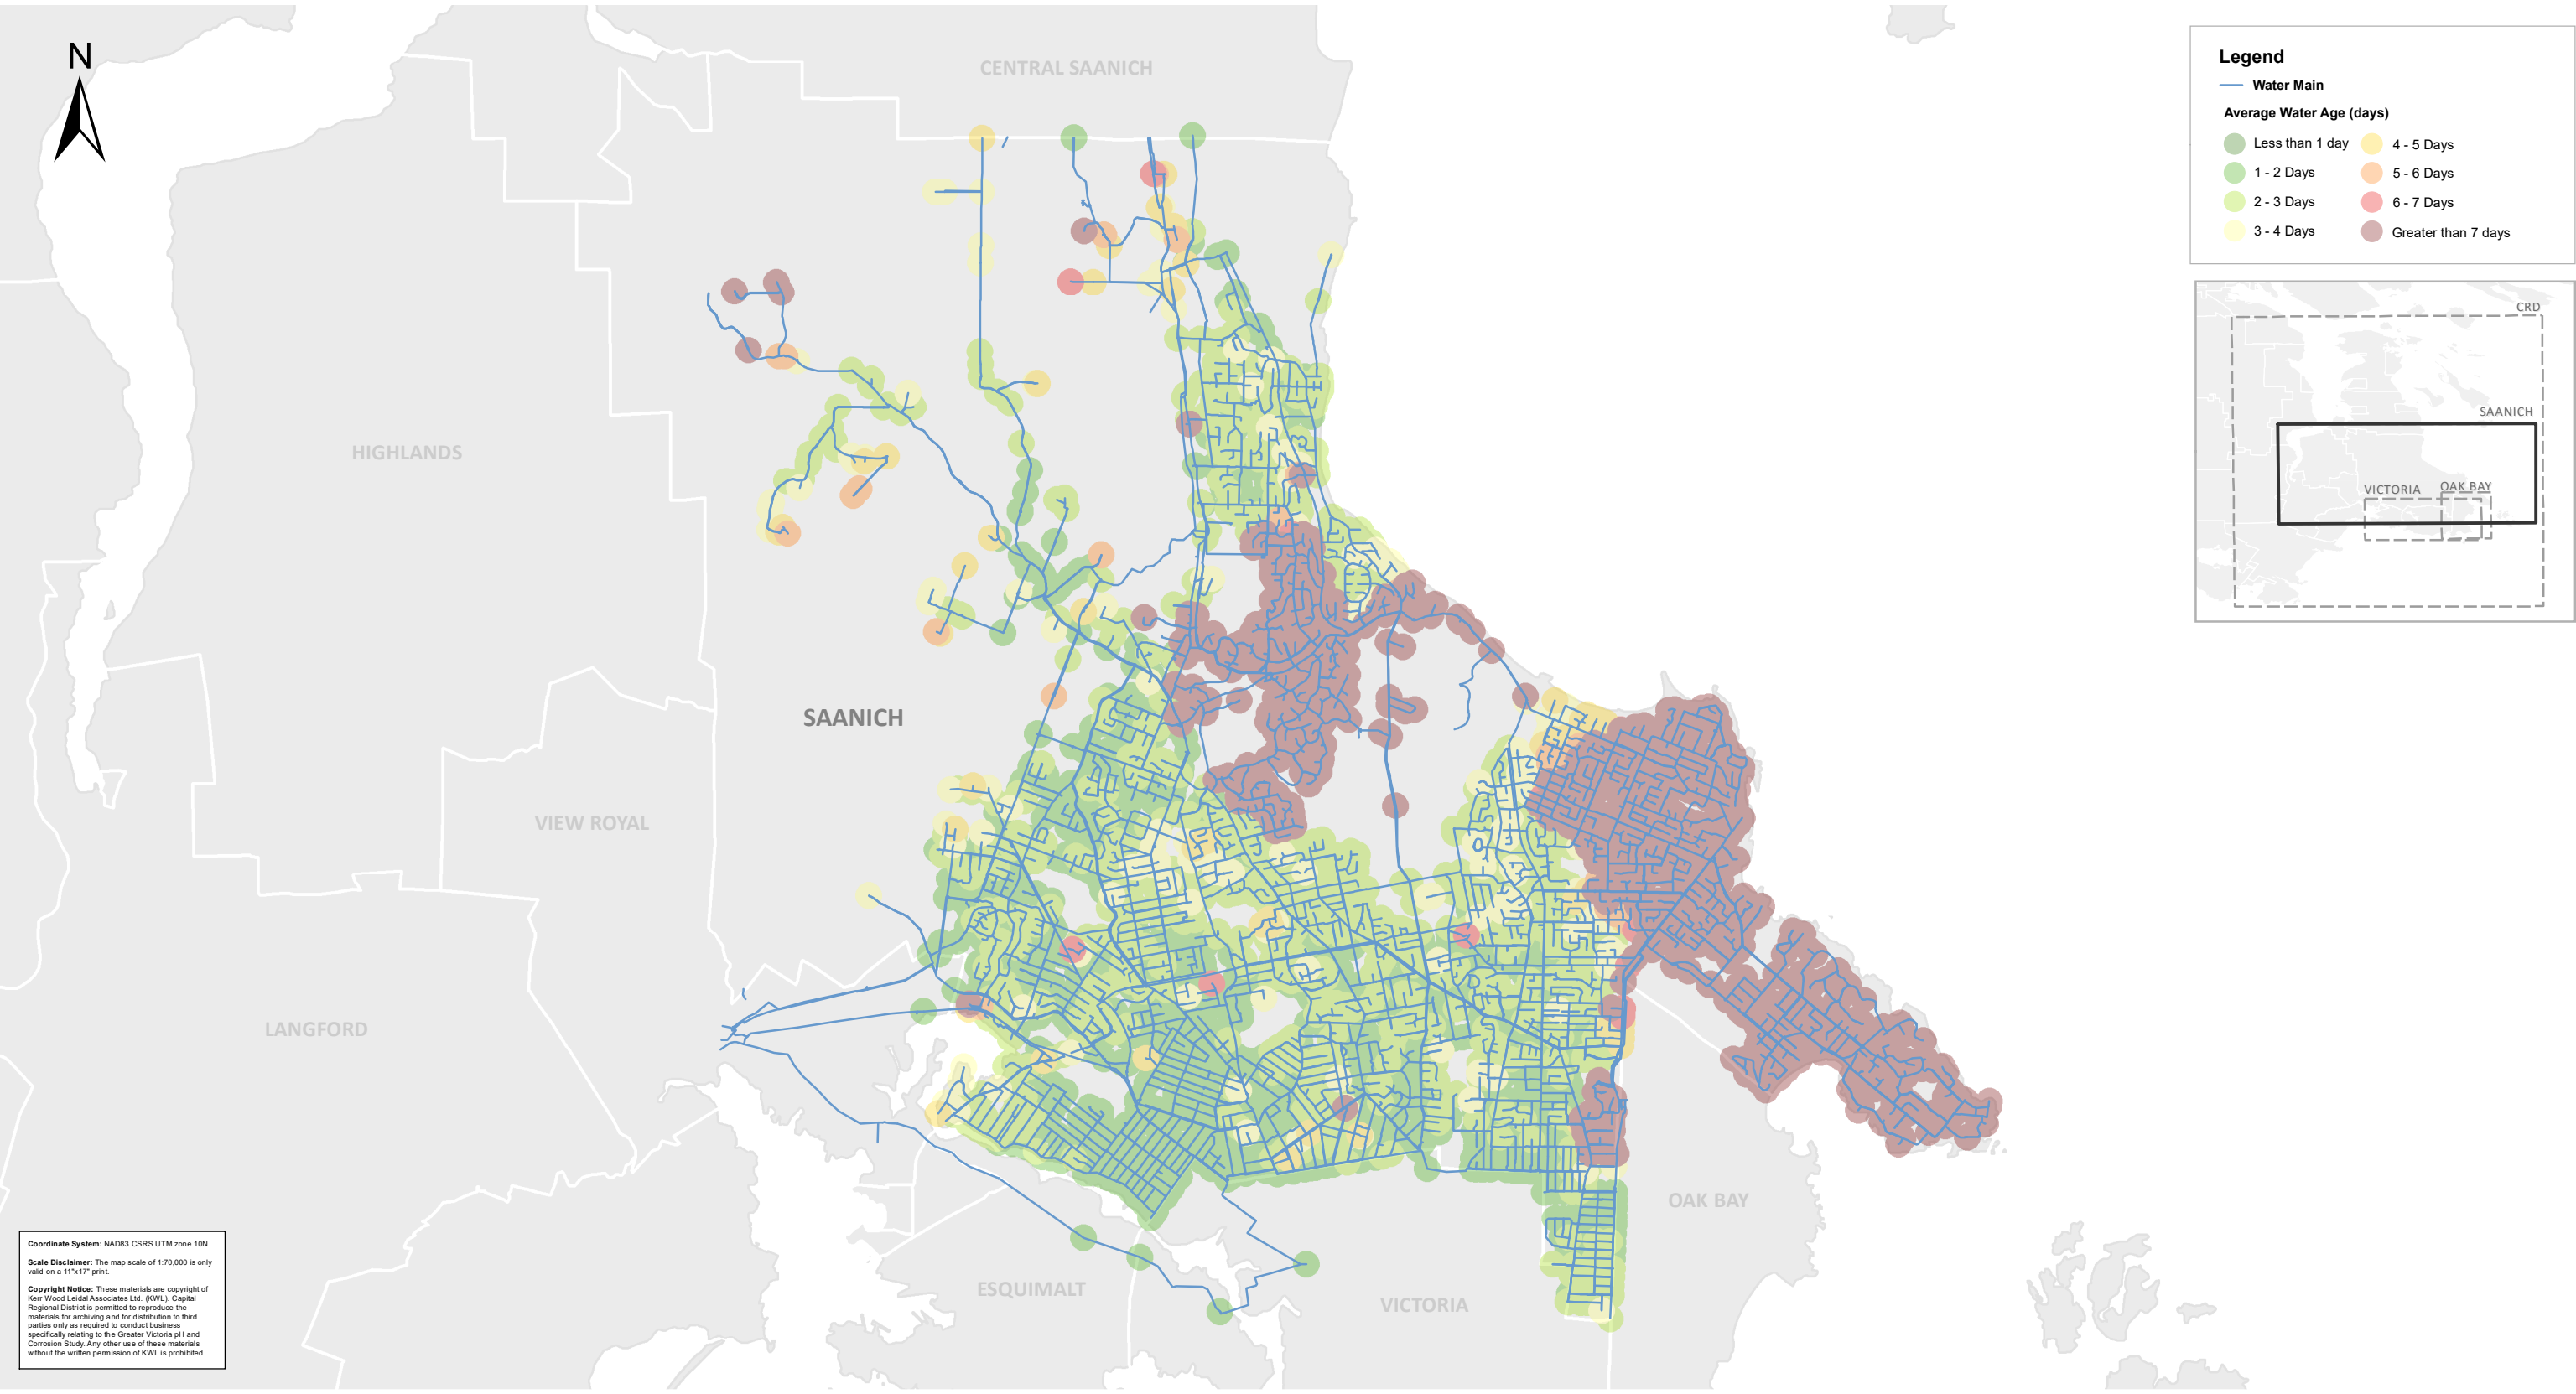 N
CENTRAL SAANICH
HIGHLANDS
SAANICH
VIEW ROYAL
LANGFORD
ESQUIMALT
VICTORIA
OAK BAY
Legend
Water Main
Average Water Age (days)
Less than 1 day
1 - 2 Days
2 - 3 Days
3 - 4 Days
4 - 5 Days
5 - 6 Days
6 - 7 Days
Greater than 7 days
CRD
SAANICH
VICTORIA
OAK BAY
Coordinate System: NAD83 CSRS UTM zone 10N
Scale Disclaimer: The map scale of 1:70,000 is only
valid on a 11"x17" print.
Copyright Notice: These materials are copyright of
Kerr Wood Leidal Associates Ltd. (KWL). Capital
Regional District is permitted to reproduce the
materials for archiving and for distribution to third
parties only as required to conduct business
specifically relating to the Greater Victoria pH and
Corrosion Study. Any other use of these materials
without the written permission of KWL is prohibited.